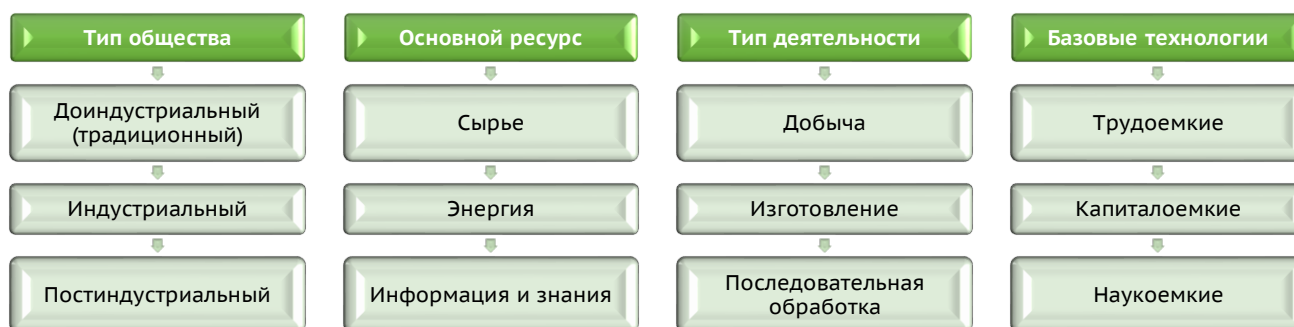 Тип общества
Основной ресурс
Тип деятельности
Базовые технологии
Доиндустриальный
(традиционный)
Сырье
Добыча
Трудоемкие
Индустриальный
Энергия
Изготовление
Капиталоемкие
Постиндустриальный
Информация и знания
Последовательная
обработка
Наукоемкие